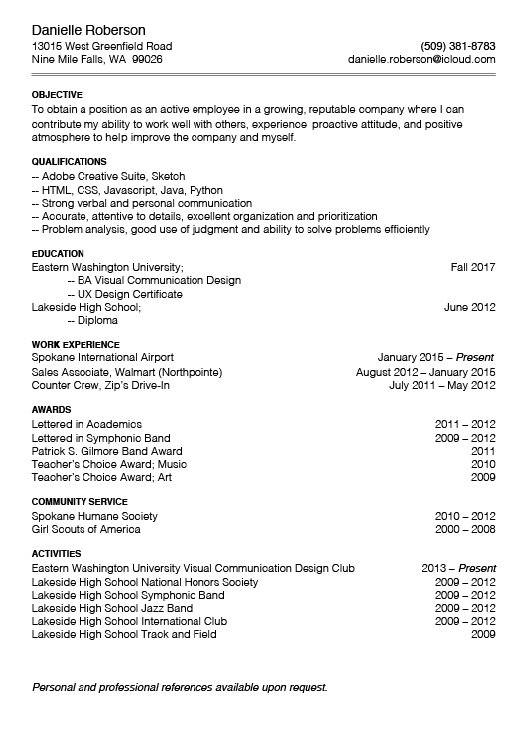 Danielle Roberson
13015 West Greenfield Road (509) 381-8783
Nine Mile Falls, WA 99026 danielle.roberson@icloud.com
OBJECTIVE
To obtain a position as an active employee in a growing, reputable company where I can
contribute my ability to work well with others, experience proactive attitude, and positive
atmosphere to help improve the company and myself.
QUALIFICATIONS
-- Adobe Creative Suite, Sketch
-- HTML, CSS, Javascript, Java, Python
-- Strong verbal and personal communication
-- Accurate, attentive to details, excellent organization and prioritization
-- Problem analysis, good use of judgment and ability to solve problems efficiently
EDUCATION
Eastern Washington University; Fall 2017
-- BA Visual Communication Design
-- UX Design Certificate
Lakeside High School; June 2012
-- Diploma
WORK EXPERIENCE
Spokane International Airport January 2015 – Present
Sales Associate, Walmart (Northpointe) August 2012 – January 2015
Counter Crew, Zip's Drive-In July 2011 – May 2012
AWARDS
Lettered in Academics 2011 – 2012
Lettered in Symphonic Band 2009 – 2012
Patrick S. Gilmore Band Award 2011
Teacher's Choice Award; Music 2010
Teacher's Choice Award; Art 2009
COMMUNITY SERVICE
Spokane Humane Society 2010 – 2012
Girl Scouts of America 2000 – 2008
ACTIVITIES
Eastern Washington University Visual Communication Design Club 2013 – Present
Lakeside High School National Honors Society 2009 – 2012
Lakeside High School Symphonic Band 2009 – 2012
Lakeside High School Jazz Band 2009 – 2012
Lakeside High School International Club 2009 – 2012
Lakeside High School Track and Field 2009
Personal and professional references available upon request.